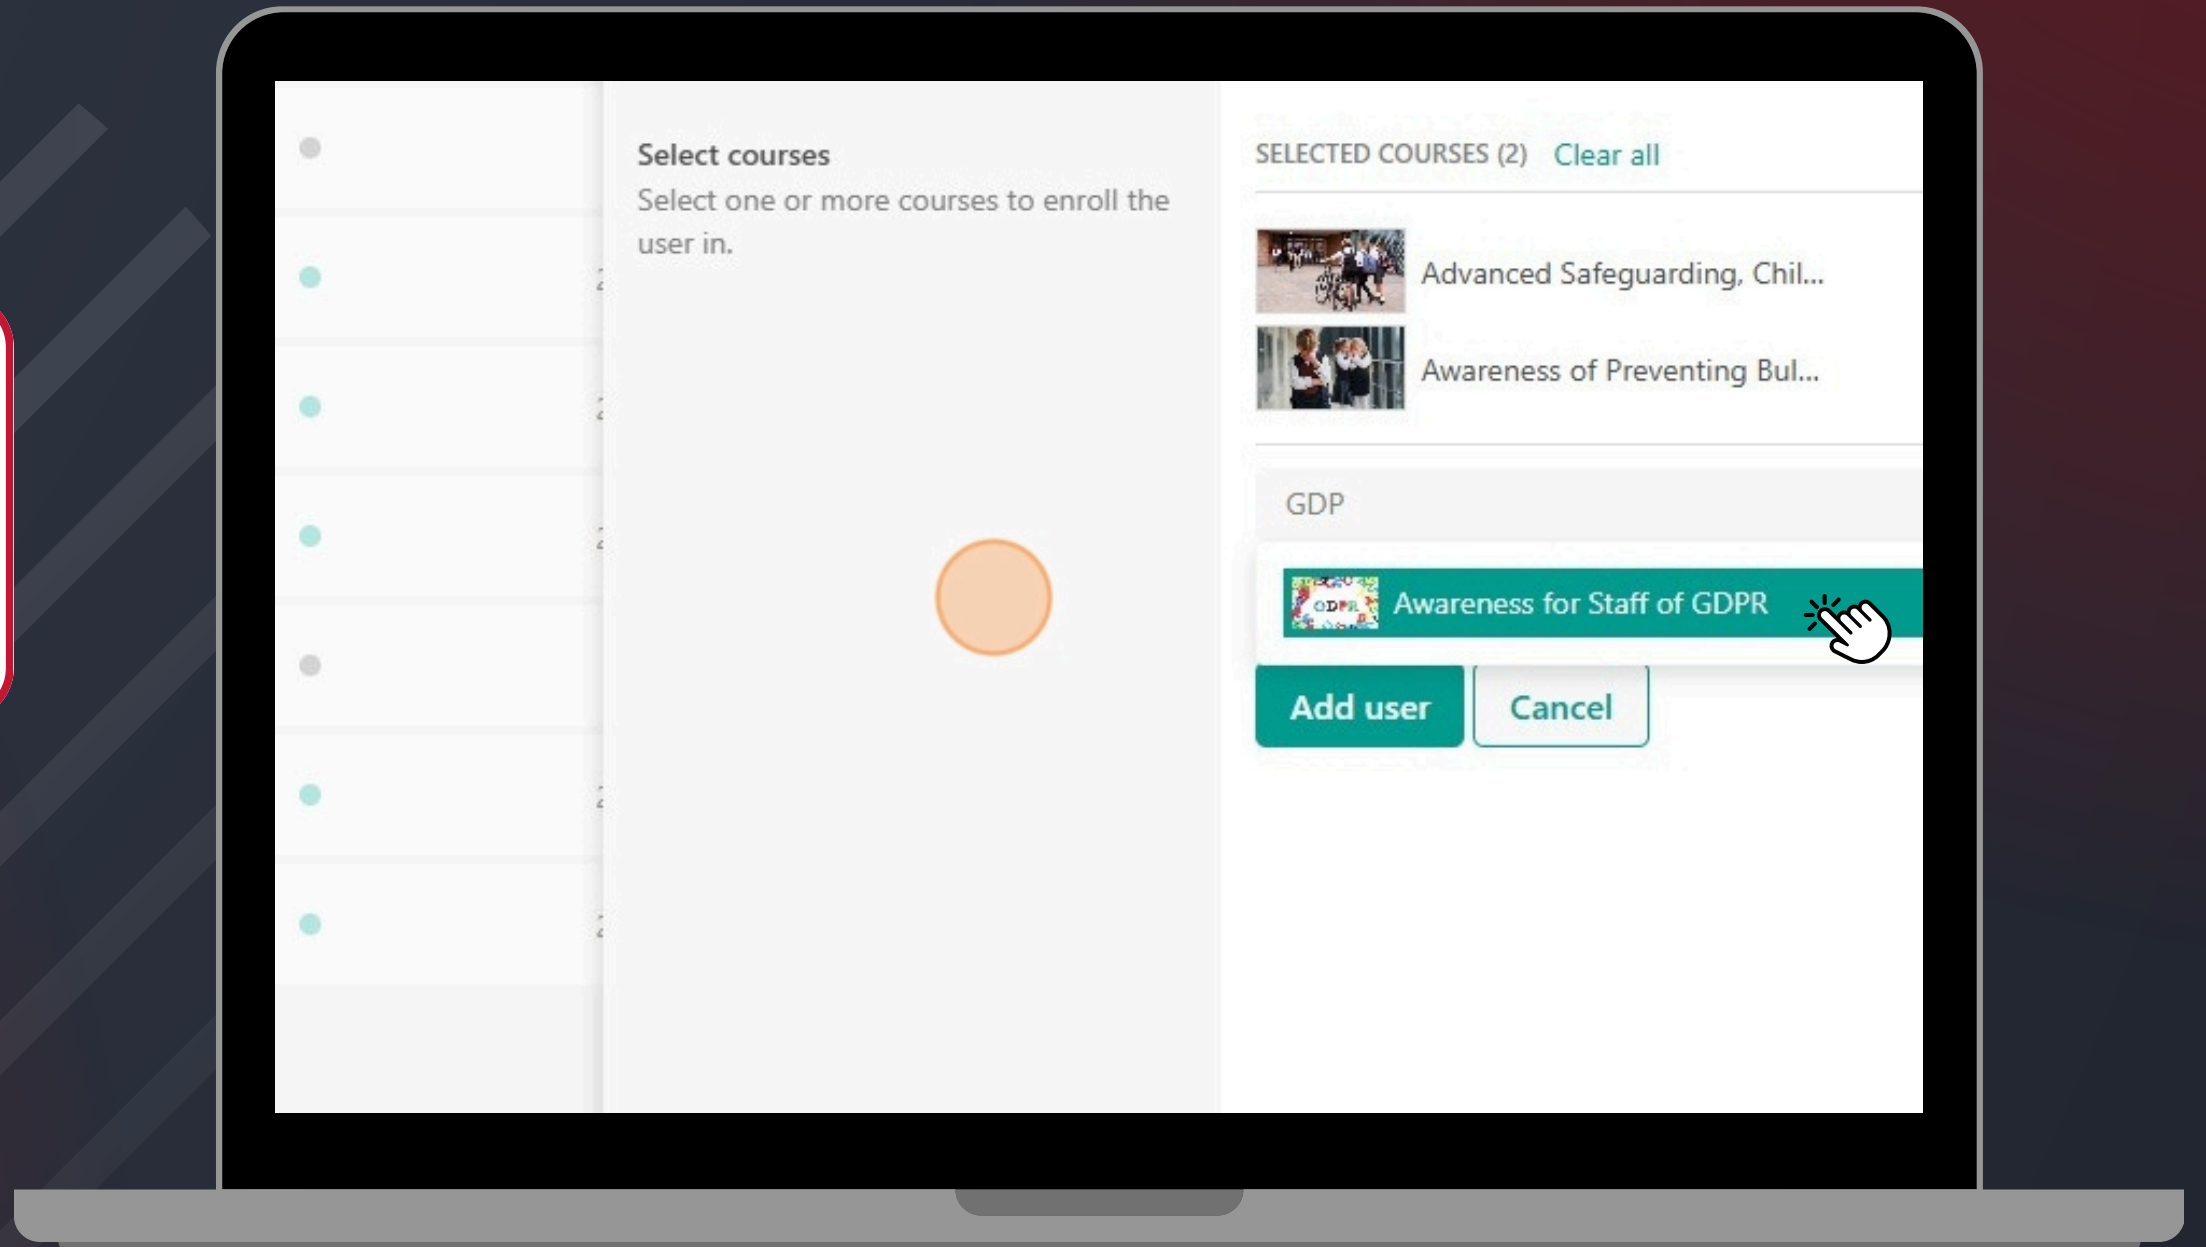 Select courses
Select one or more courses to enroll the
user in.
SELECTED COURSES (2) Clear all
Advanced Safeguarding, Chil...
Awareness of Preventing Bul...
GDP
GDPR
Awareness for Staff of GDPR
Add user Cancel